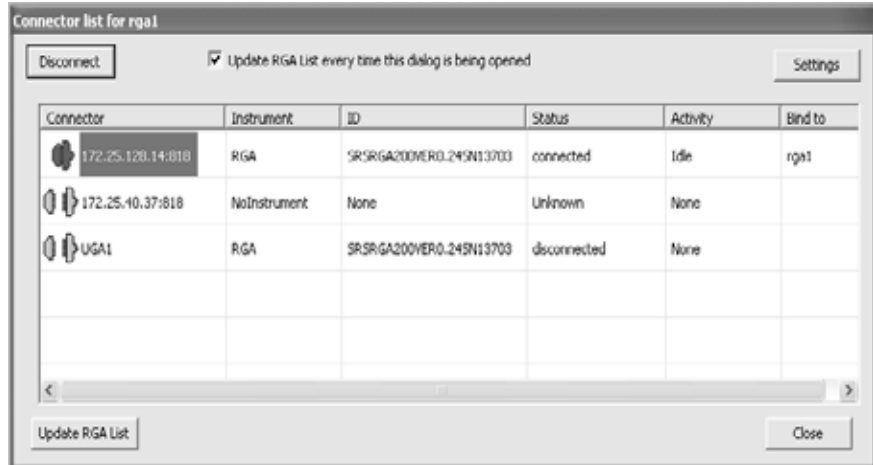 Connector list for rga1
Disconnect Update RGA List every time this dialog is being opened Settings
Connector Instrument ID Status Activity Bind to
172.25.128.14:818 RGA SRSRGA200VER0.24SN13703 connected Idle rga1
172.25.40.37:818 NoInstrument None Unknown None
UGA1 RGA SRSRGA200VER0.24SN13703 disconnected None
Update RGA List Close